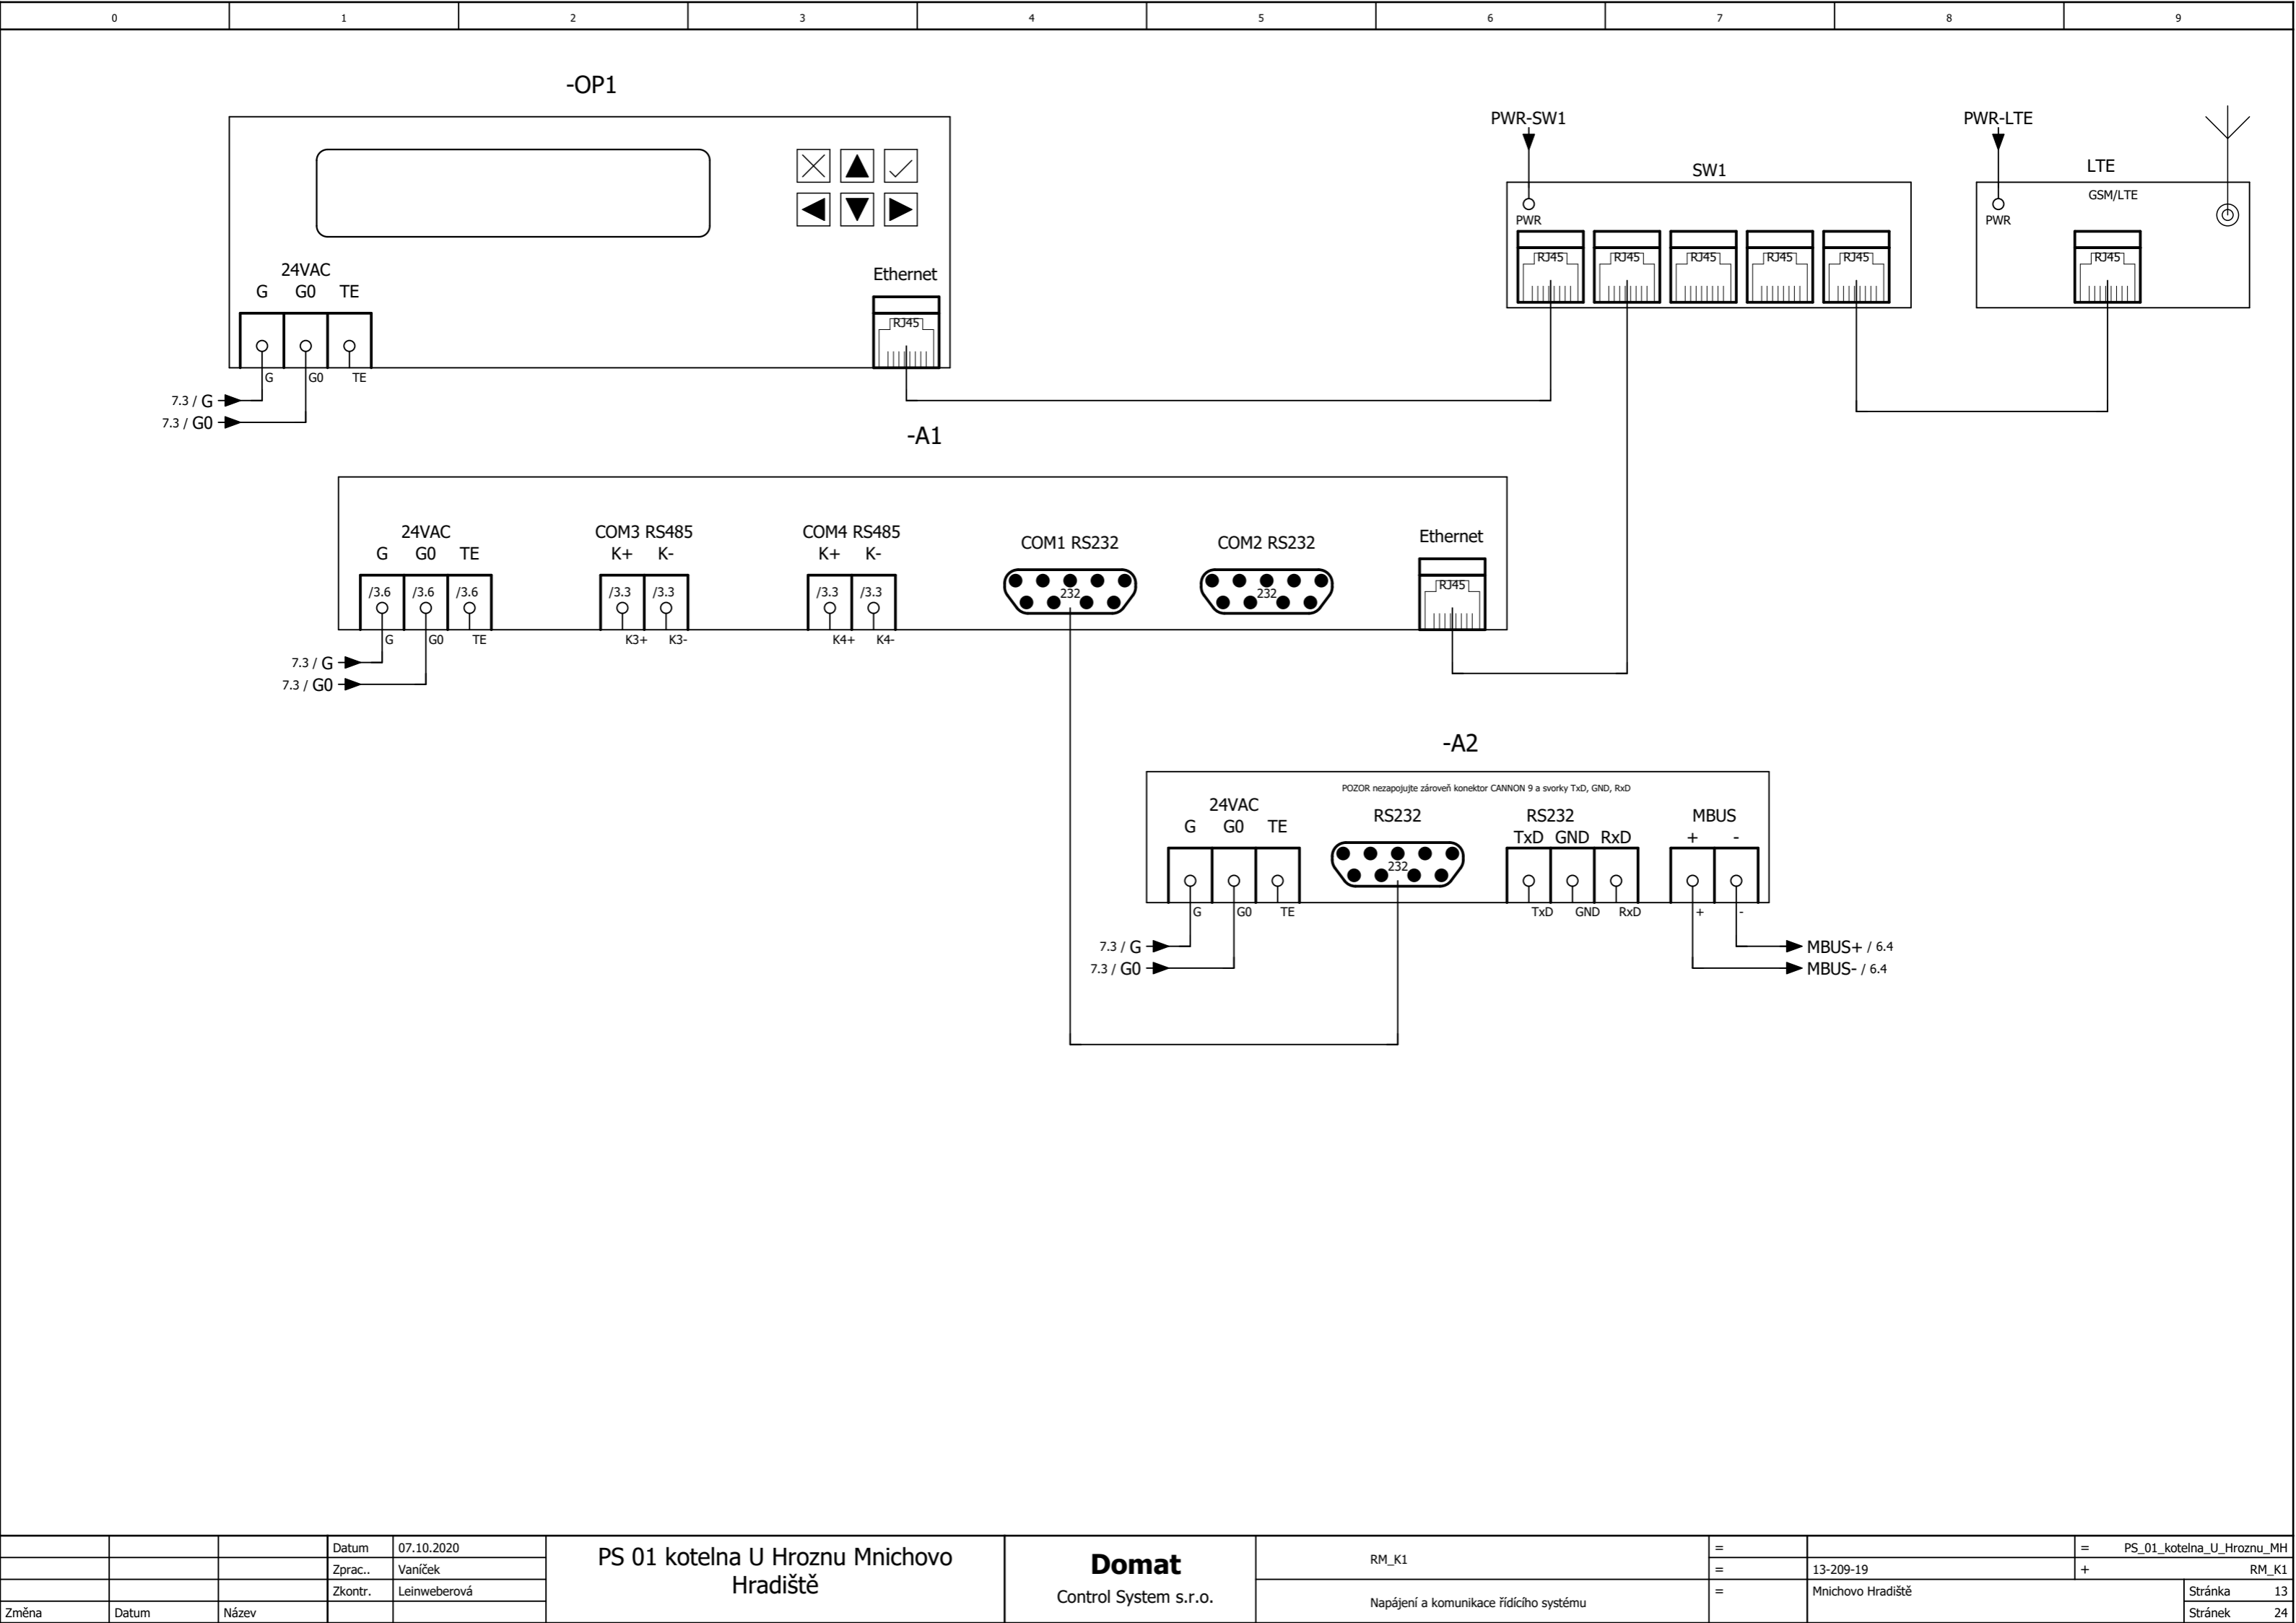 0 1 2 3 4 5 6 7 8 9
-OP1
24VAC
G G0 TE
Ethernet
RJ45
G G0 TE
7.3 / G
7.3 / G0
PWR-SW1
SW1
PWR
RJ45 RJ45 RJ45 RJ45 RJ45
PWR-LTE
LTE
GSM/LTE
PWR
RJ45
-A1
24VAC
G G0 TE
/3.6 /3.6 /3.6
G G0 TE
7.3 / G
7.3 / G0
COM3 RS485
K+ K-
/3.3 /3.3
K3+ K3-
COM4 RS485
K+ K-
/3.3 /3.3
K4+ K4-
COM1 RS232
232
COM2 RS232
232
Ethernet
RJ45
-A2
POZOR nezapojujte zároveň konektor CANNON 9 a svorky TxD, GND, RxD
24VAC
G G0 TE
G G0 TE
7.3 / G
7.3 / G0
RS232
232
RS232
TxD GND RxD
TxD GND RxD
MBUS
+ -
+ -
MBUS+ / 6.4
MBUS- / 6.4
Datum 07.10.2020
Zprac.. Vaníček
Zkontr. Leinweberová
Změna Datum Název
PS 01 kotelna U Hroznu Mnichovo
Hradiště
Domat
Control System s.r.o.
RM_K1
Napájení a komunikace řídícího systému
= = PS_01_kotelna_U_Hroznu_MH
= 13-209-19 + RM_K1
= Mnichovo Hradiště Stránka 13
Stránek 24